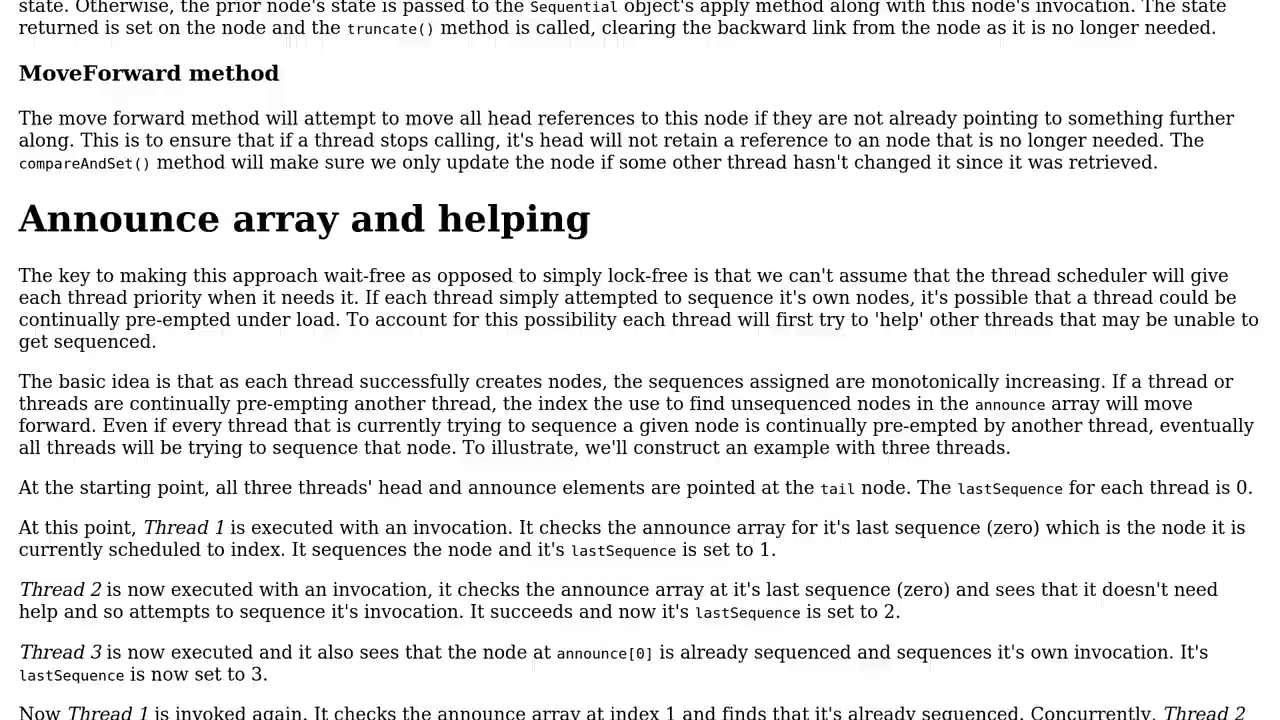 state. Otherwise, the prior node's state is passed to the Sequential object's apply method along with this node's invocation. The state
returned is set on the node and the truncate() method is called, clearing the backward link from the node as it is no longer needed.
MoveForward method
The move forward method will attempt to move all head references to this node if they are not already pointing to something further
along. This is to ensure that if a thread stops calling, it's head will not retain a reference to an node that is no longer needed. The
compareAndSet() method will make sure we only update the node if some other thread hasn't changed it since it was retrieved.
Announce array and helping
The key to making this approach wait-free as opposed to simply lock-free is that we can't assume that the thread scheduler will give
each thread priority when it needs it. If each thread simply attempted to sequence it's own nodes, it's possible that a thread could be
continually pre-empted under load. To account for this possibility each thread will first try to 'help' other threads that may be unable to
get sequenced.
The basic idea is that as each thread successfully creates nodes, the sequences assigned are monotonically increasing. If a thread or
threads are continually pre-empting another thread, the index the use to find unsequenced nodes in the announce array will move
forward. Even if every thread that is currently trying to sequence a given node is continually pre-empted by another thread, eventually
all threads will be trying to sequence that node. To illustrate, we'll construct an example with three threads.
At the starting point, all three threads' head and announce elements are pointed at the tail node. The lastSequence for each thread is 0.
At this point, Thread 1 is executed with an invocation. It checks the announce array for it's last sequence (zero) which is the node it is
currently scheduled to index. It sequences the node and it's lastSequence is set to 1.
Thread 2 is now executed with an invocation, it checks the announce array at it's last sequence (zero) and sees that it doesn't need
help and so attempts to sequence it's invocation. It succeeds and now it's lastSequence is set to 2.
Thread 3 is now executed and it also sees that the node at announce[0] is already sequenced and sequences it's own invocation. It's
lastSequence is now set to 3.
Now Thread 1 is invoked again. It checks the announce array at index 1 and finds that it's already sequenced. Concurrently, Thread 2